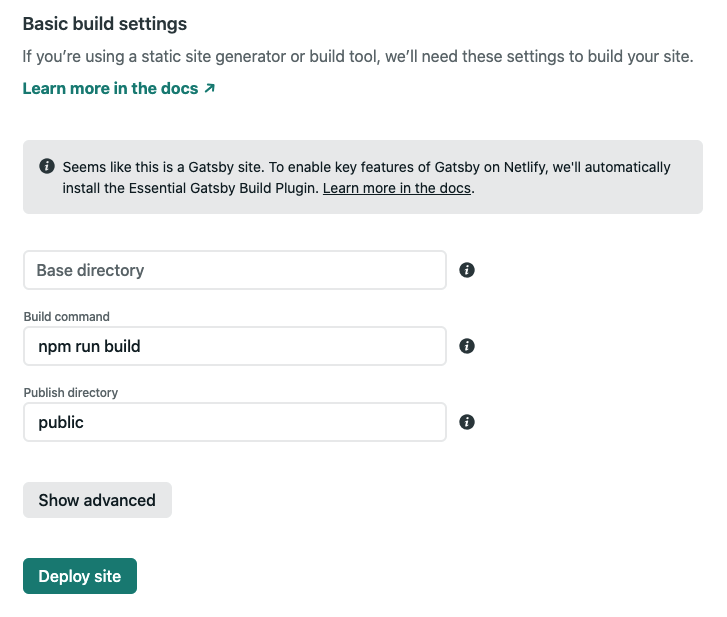 Basic build settings
If you’re using a static site generator or build tool, we’ll need these settings to build your site.
Learn more in the docs ↗
Seems like this is a Gatsby site. To enable key features of Gatsby on Netlify, we'll automatically
install the Essential Gatsby Build Plugin. Learn more in the docs.
Base directory
Build command
npm run build
Publish directory
public
Show advanced
Deploy site